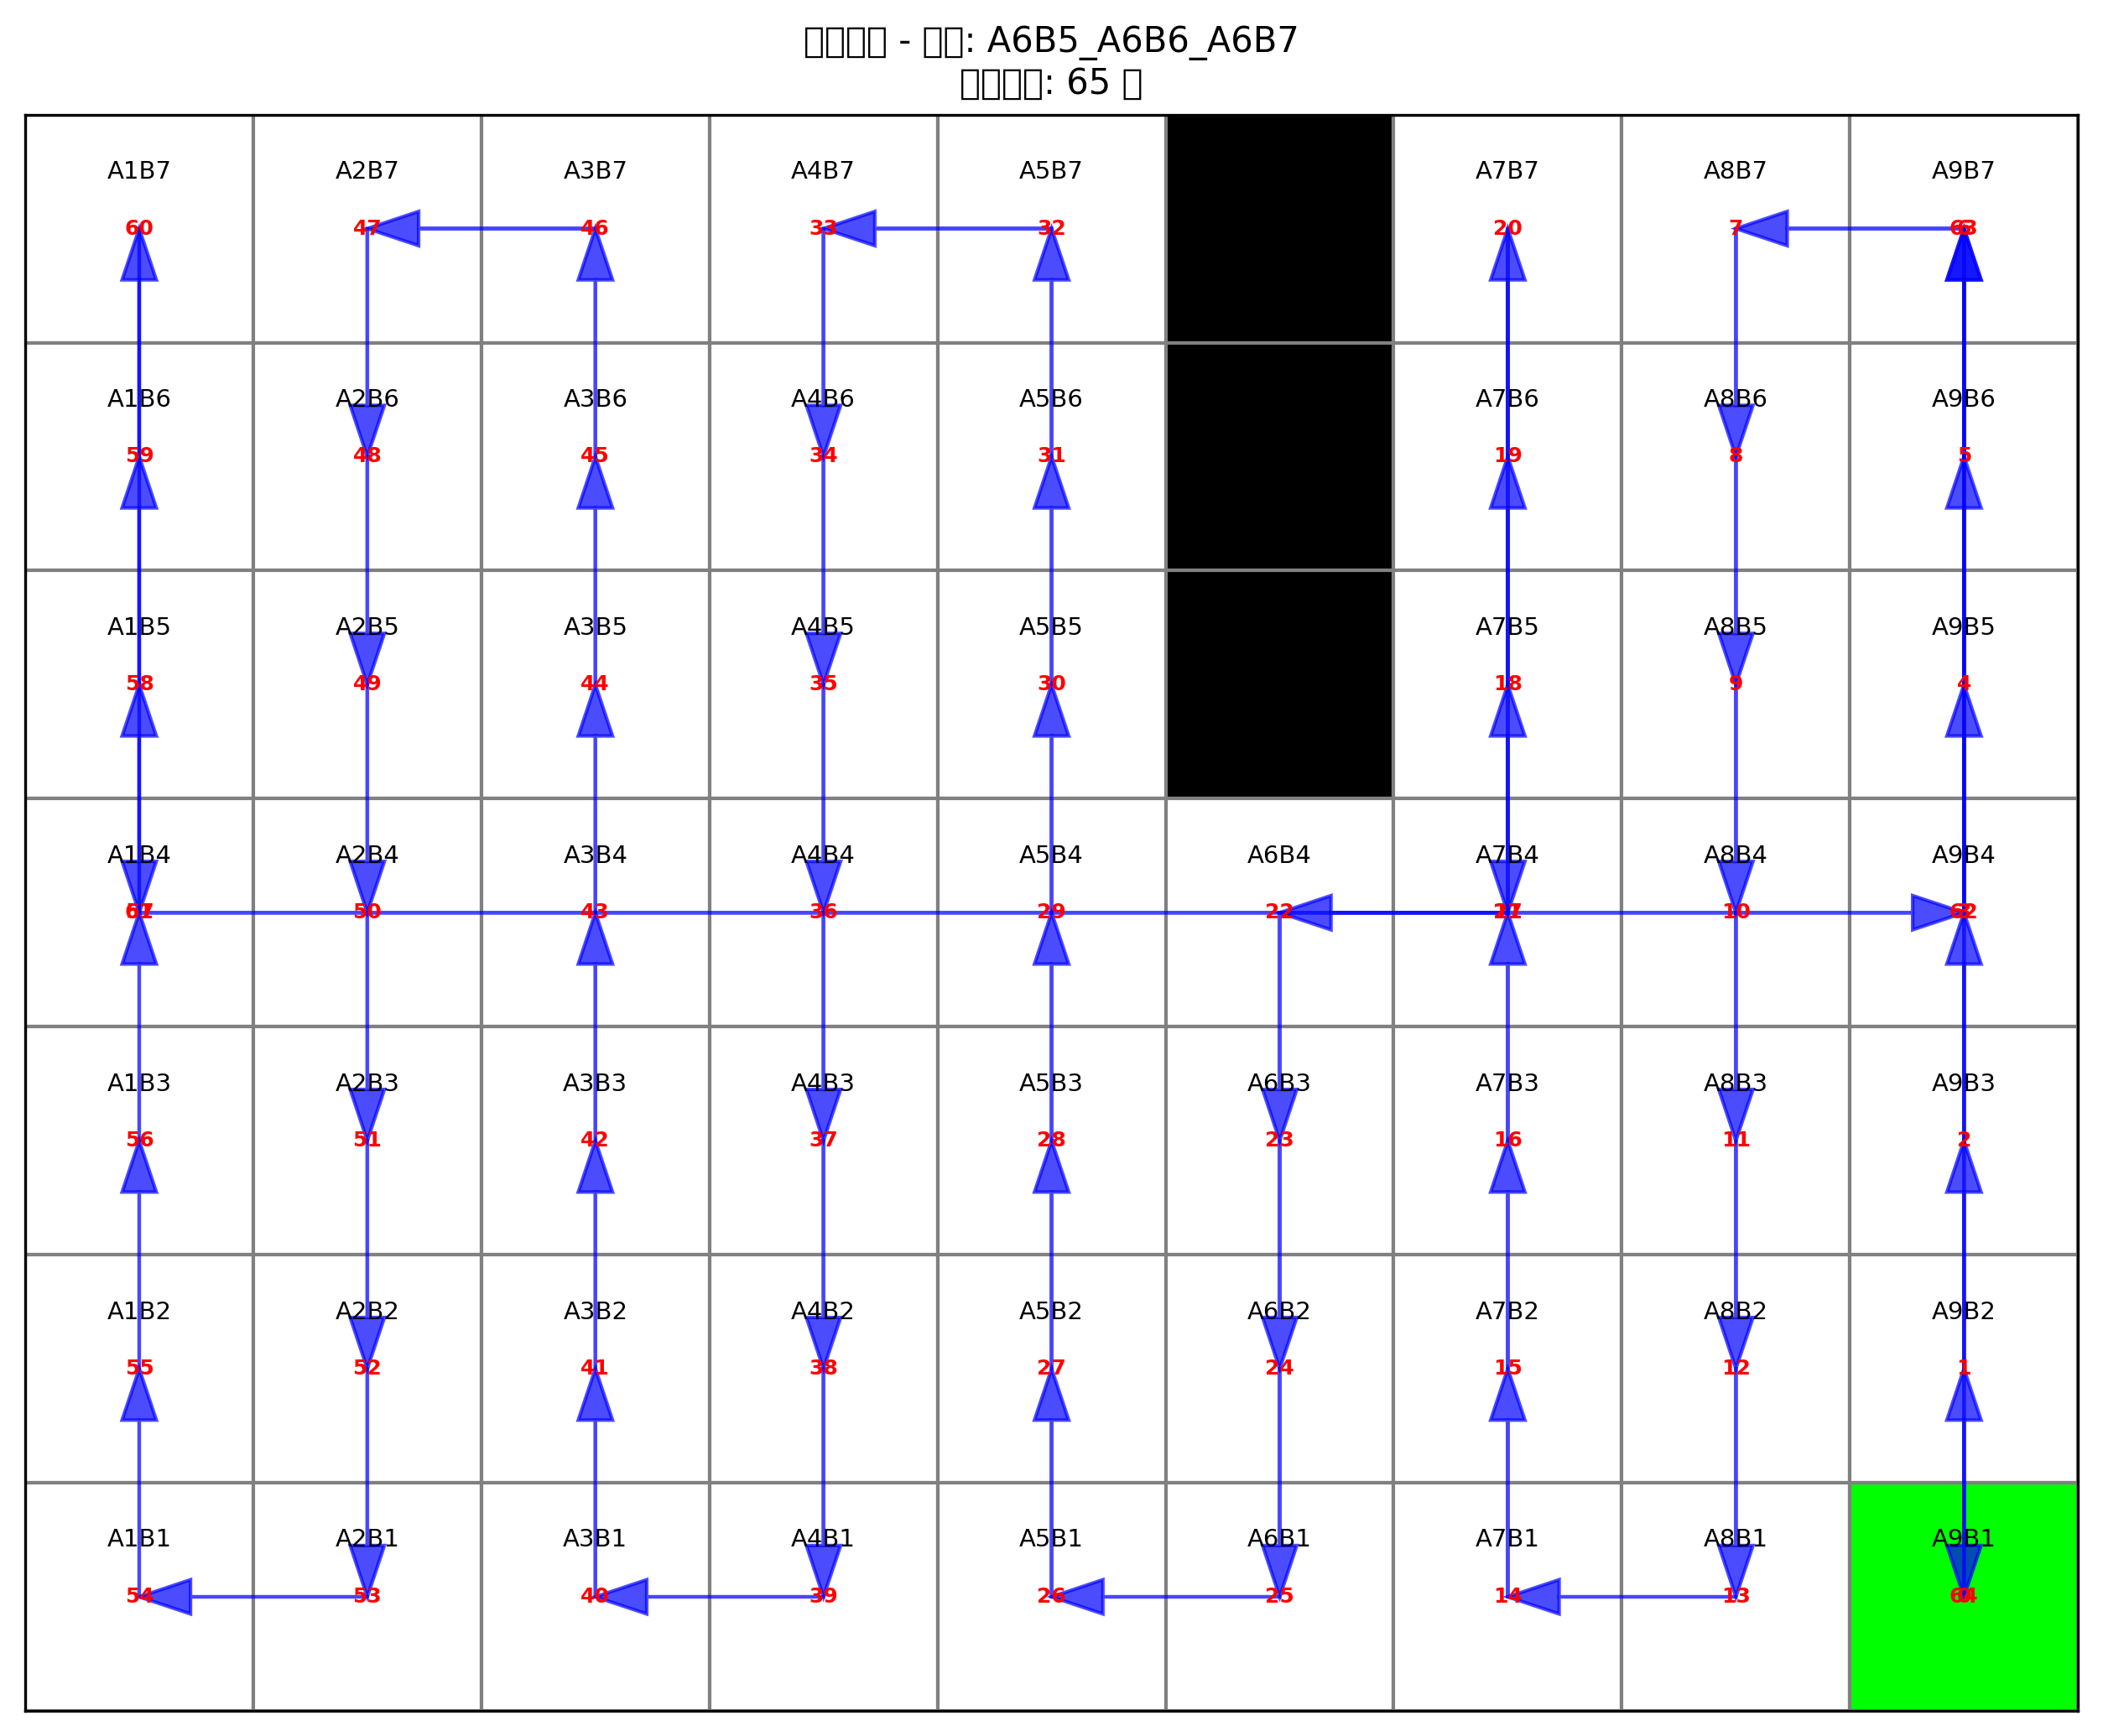 □□□□ - □□: A6B5_A6B6_A6B7
□□□□: 65 □
A1B7 A2B7 A3B7 A4B7 A5B7 A7B7 A8B7 A9B7
60 47 46 33 32 20 7 63
A1B6 A2B6 A3B6 A4B6 A5B6 A7B6 A8B6 A9B6
59 48 45 34 31 19 8 5
A1B5 A2B5 A3B5 A4B5 A5B5 A7B5 A8B5 A9B5
58 49 44 35 30 18 9 4
A1B4 A2B4 A3B4 A4B4 A5B4 A6B4 A7B4 A8B4 A9B4
50 43 36 29 22 10 62
A1B3 A2B3 A3B3 A4B3 A5B3 A6B3 A7B3 A8B3 A9B3
56 51 42 37 28 23 16 11 2
A1B2 A2B2 A3B2 A4B2 A5B2 A6B2 A7B2 A8B2 A9B2
55 52 41 38 27 24 15 12 1
A1B1 A2B1 A3B1 A4B1 A5B1 A6B1 A7B1 A8B1 A9B1
54 53 40 39 26 25 14 13 64